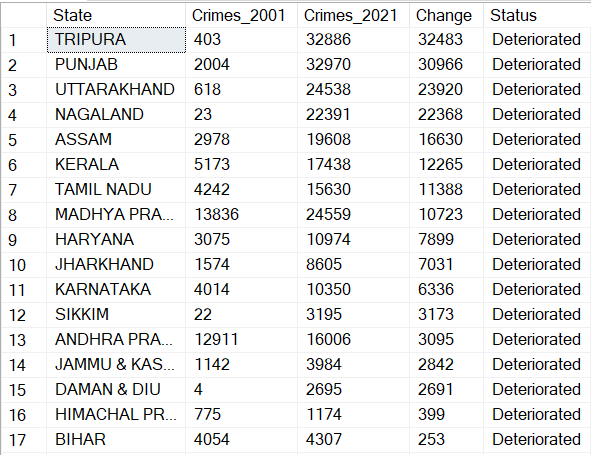 State Crimes_2001 Crimes_2021 Change Status
1 TRIPURA 403 32886 32483 Deteriorated
2 PUNJAB 2004 32970 30966 Deteriorated
3 UTTARAKHAND 618 24538 23920 Deteriorated
4 NAGALAND 23 22391 22368 Deteriorated
5 ASSAM 2978 19608 16630 Deteriorated
6 KERALA 5173 17438 12265 Deteriorated
7 TAMIL NADU 4242 15630 11388 Deteriorated
8 MADHYA PRA... 13836 24559 10723 Deteriorated
9 HARYANA 3075 10974 7899 Deteriorated
10 JHARKHAND 1574 8605 7031 Deteriorated
11 KARNATAKA 4014 10350 6336 Deteriorated
12 SIKKIM 22 3195 3173 Deteriorated
13 ANDHRA PRA... 12911 16006 3095 Deteriorated
14 JAMMU & KAS... 1142 3984 2842 Deteriorated
15 DAMAN & DIU 4 2695 2691 Deteriorated
16 HIMACHAL PR... 775 1174 399 Deteriorated
17 BIHAR 4054 4307 253 Deteriorated